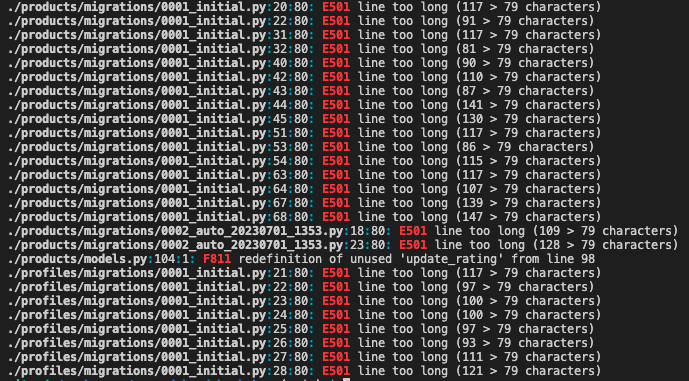 ./products/migrations/0001_initial.py:20:80: E501 line too long (117 > 79 characters)
./products/migrations/0001_initial.py:22:80: E501 line too long (91 > 79 characters)
./products/migrations/0001_initial.py:31:80: E501 line too long (117 > 79 characters)
./products/migrations/0001_initial.py:32:80: E501 line too long (81 > 79 characters)
./products/migrations/0001_initial.py:40:80: E501 line too long (90 > 79 characters)
./products/migrations/0001_initial.py:42:80: E501 line too long (110 > 79 characters)
./products/migrations/0001_initial.py:43:80: E501 line too long (87 > 79 characters)
./products/migrations/0001_initial.py:44:80: E501 line too long (141 > 79 characters)
./products/migrations/0001_initial.py:45:80: E501 line too long (130 > 79 characters)
./products/migrations/0001_initial.py:51:80: E501 line too long (117 > 79 characters)
./products/migrations/0001_initial.py:53:80: E501 line too long (86 > 79 characters)
./products/migrations/0001_initial.py:54:80: E501 line too long (115 > 79 characters)
./products/migrations/0001_initial.py:63:80: E501 line too long (117 > 79 characters)
./products/migrations/0001_initial.py:64:80: E501 line too long (107 > 79 characters)
./products/migrations/0001_initial.py:67:80: E501 line too long (139 > 79 characters)
./products/migrations/0001_initial.py:68:80: E501 line too long (147 > 79 characters)
./products/migrations/0002_auto_20230701_1353.py:18:80: E501 line too long (109 > 79 characters)
./products/migrations/0002_auto_20230701_1353.py:23:80: E501 line too long (128 > 79 characters)
./products/models.py:104:1: F811 redefinition of unused 'update_rating' from line 98
./profiles/migrations/0001_initial.py:21:80: E501 line too long (117 > 79 characters)
./profiles/migrations/0001_initial.py:22:80: E501 line too long (97 > 79 characters)
./profiles/migrations/0001_initial.py:23:80: E501 line too long (100 > 79 characters)
./profiles/migrations/0001_initial.py:24:80: E501 line too long (100 > 79 characters)
./profiles/migrations/0001_initial.py:25:80: E501 line too long (97 > 79 characters)
./profiles/migrations/0001_initial.py:26:80: E501 line too long (93 > 79 characters)
./profiles/migrations/0001_initial.py:27:80: E501 line too long (111 > 79 characters)
./profiles/migrations/0001_initial.py:28:80: E501 line too long (121 > 79 characters)